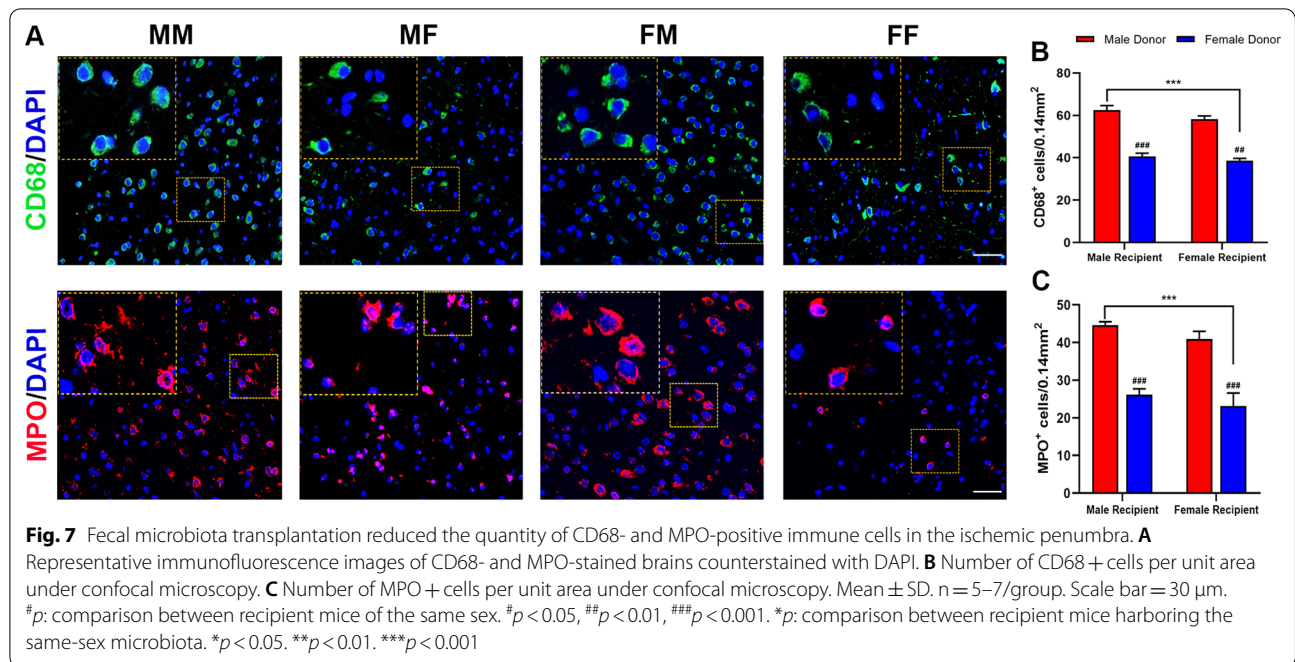 A
MM
MF
FM
FF
CD68/DAPI
MPO/DAPI
Male Donor
Female Donor
B
CD68+ cells/0.14mm2
80
60
40
20
0
***
###
##
Male Recipient
Female Recipient
C
MPO+ cells/0.14mm2
50
40
30
20
10
0
***
###
###
Male Recipient
Female Recipient
Fig. 7 Fecal microbiota transplantation reduced the quantity of CD68- and MPO-positive immune cells in the ischemic penumbra. A
Representative immunofluorescence images of CD68- and MPO-stained brains counterstained with DAPI. B Number of CD68 + cells per unit area
under confocal microscopy. C Number of MPO + cells per unit area under confocal microscopy. Mean ± SD. n = 5–7/group. Scale bar = 30 μm.
#p: comparison between recipient mice of the same sex. #p < 0.05, ##p < 0.01, ###p < 0.001. *p: comparison between recipient mice harboring the
same-sex microbiota. *p < 0.05. **p < 0.01. ***p < 0.001